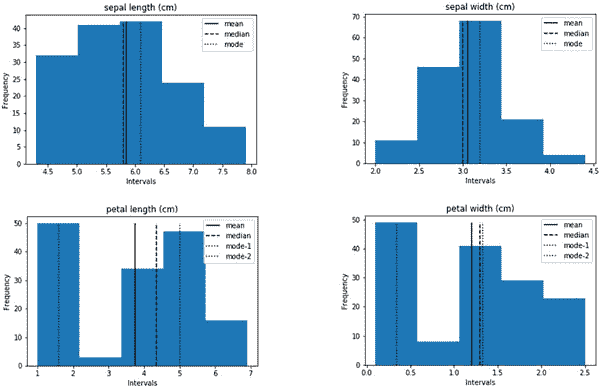 sepal length (cm)
mean
median
mode
40
35
30
25
20
15
10
5
0
Frequency
4.5 5.0 5.5 6.0 6.5 7.0 7.5 8.0
Intervals
sepal width (cm)
mean
median
mode
70
60
50
40
30
20
10
0
Frequency
2.0 2.5 3.0 3.5 4.0 4.5
Intervals
petal length (cm)
mean
median
mode-1
mode-2
50
40
30
20
10
0
Frequency
1 2 3 4 5 6 7
Intervals
petal width (cm)
mean
median
mode-1
mode-2
50
40
30
20
10
0
Frequency
0.0 0.5 1.0 1.5 2.0 2.5
Intervals